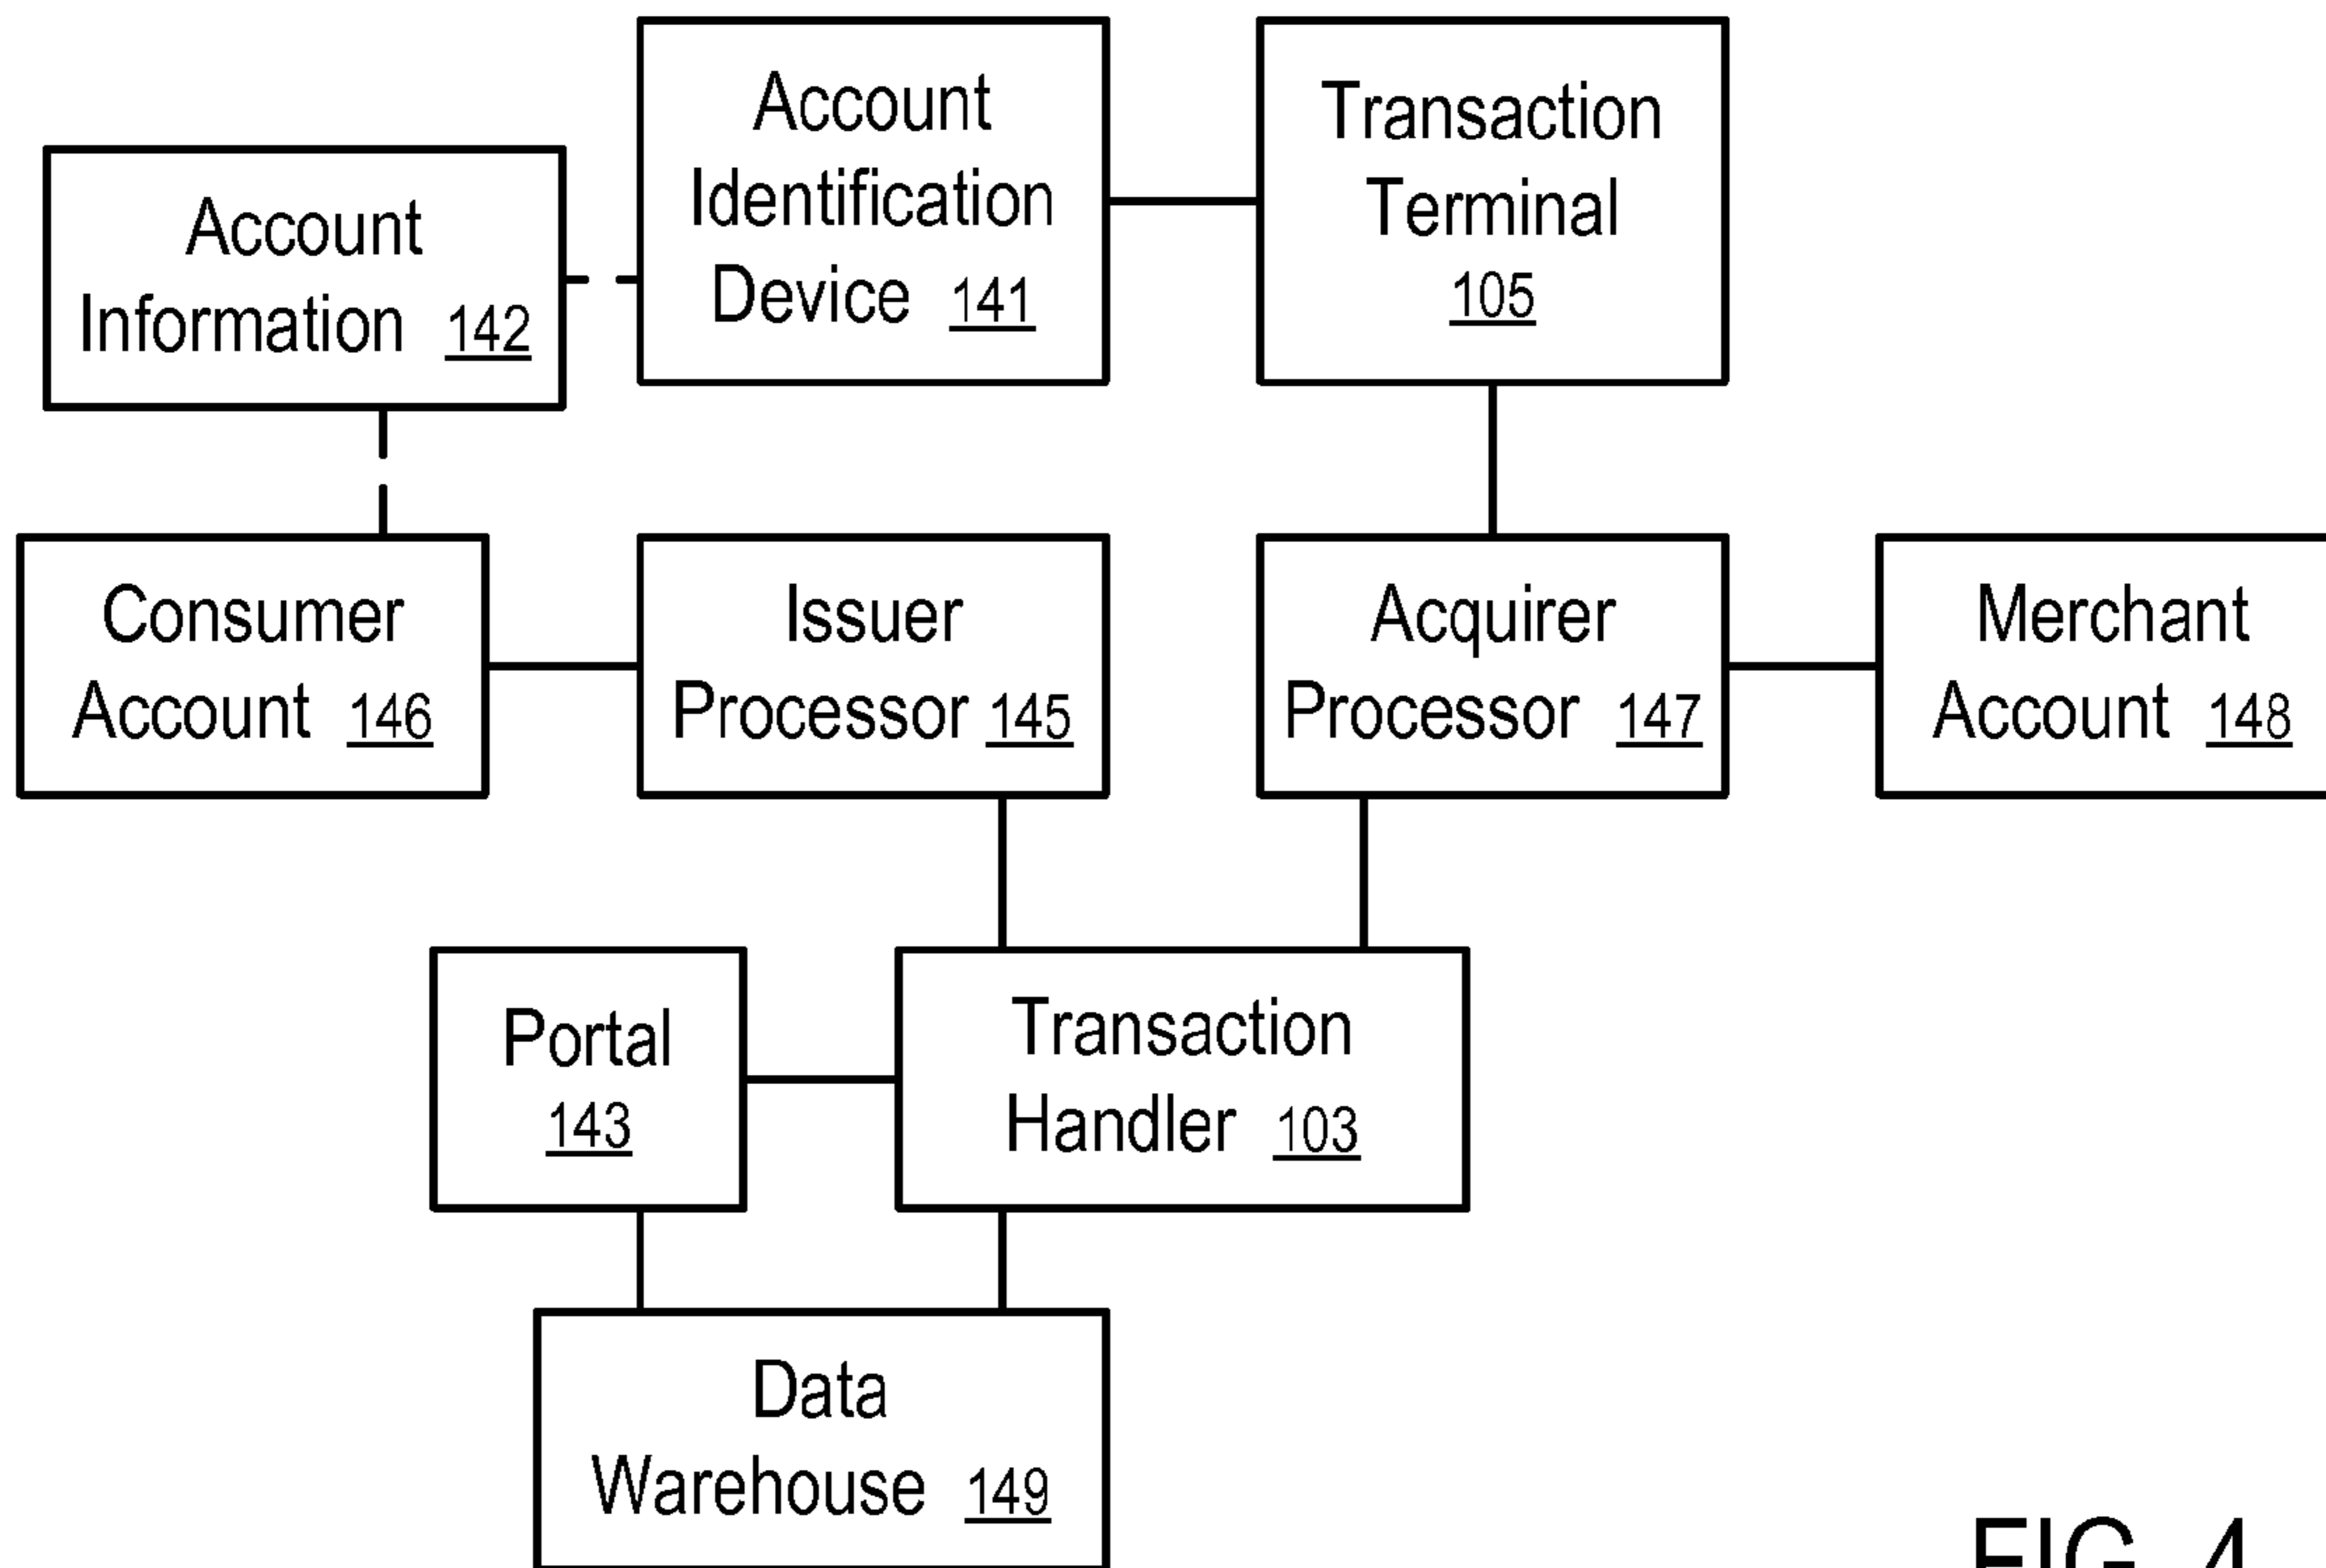 Account
Identification
Device 141
Transaction
Terminal
105
Account
Information 142
Consumer
Account 146
Issuer
Processor 145
Acquirer
Processor 147
Merchant
Account 148
Portal
143
Transaction
Handler 103
Data
Warehouse 149
FIG. 4